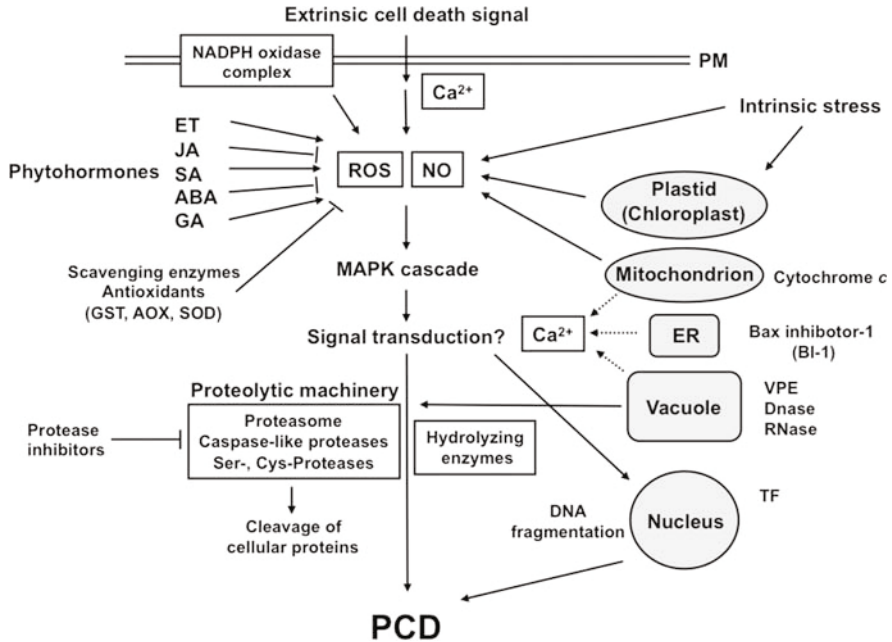 Extrinsic cell death signal
NADPH oxidase
complex
PM
Ca²⁺
Intrinsic stress
ET
JA
Phytohormones
SA
ABA
GA
ROS
NO
Plastid
(Chloroplast)
Scavenging enzymes
Antioxidants
(GST, AOX, SOD)
MAPK cascade
Mitochondrion
Cytochrome c
Signal transduction?
Ca²⁺
ER
Bax inhibotor-1
(BI-1)
Proteolytic machinery
Proteasome
Caspase-like proteases
Ser-, Cys-Proteases
Protease
inhibitors
Hydrolyzing
enzymes
Vacuole
VPE
Dnase
RNase
Cleavage of
cellular proteins
DNA
fragmentation
Nucleus
TF
PCD